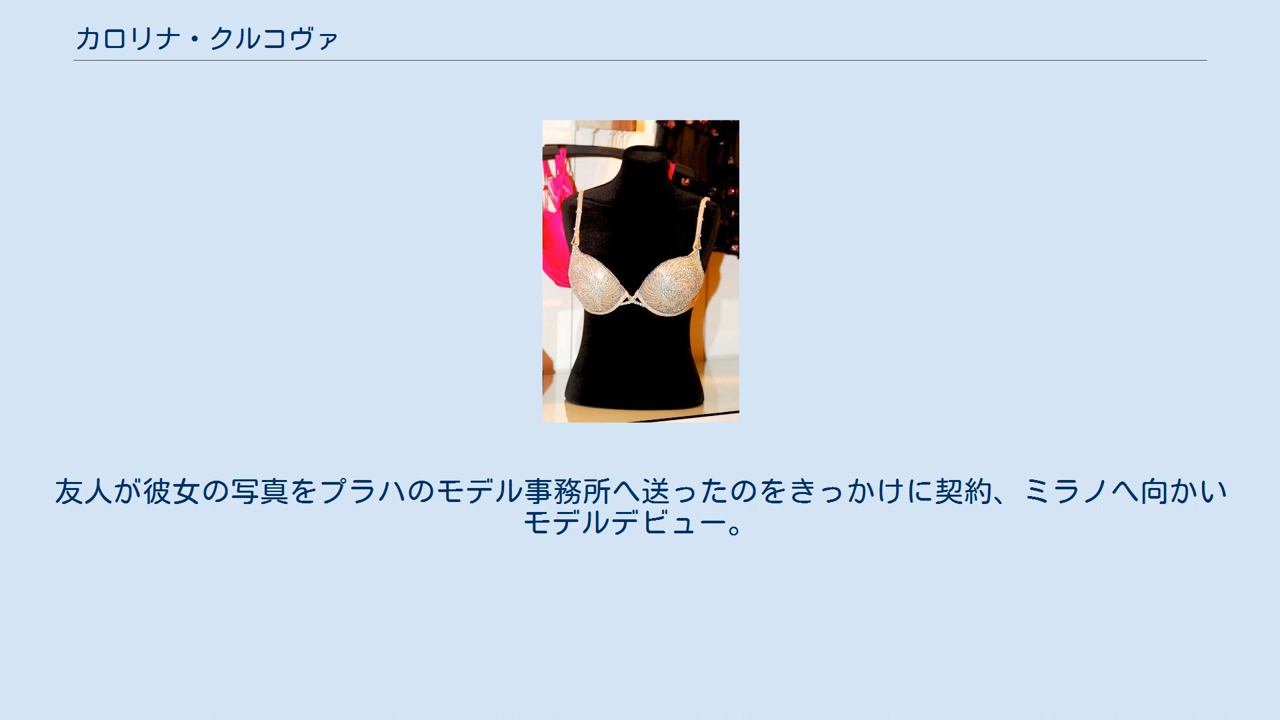 カロリナ・クルコヴァ
友人が彼女の写真をプラハのモデル事務所へ送ったのをきっかけに契約、ミラノへ向かい
モデルデビュー。